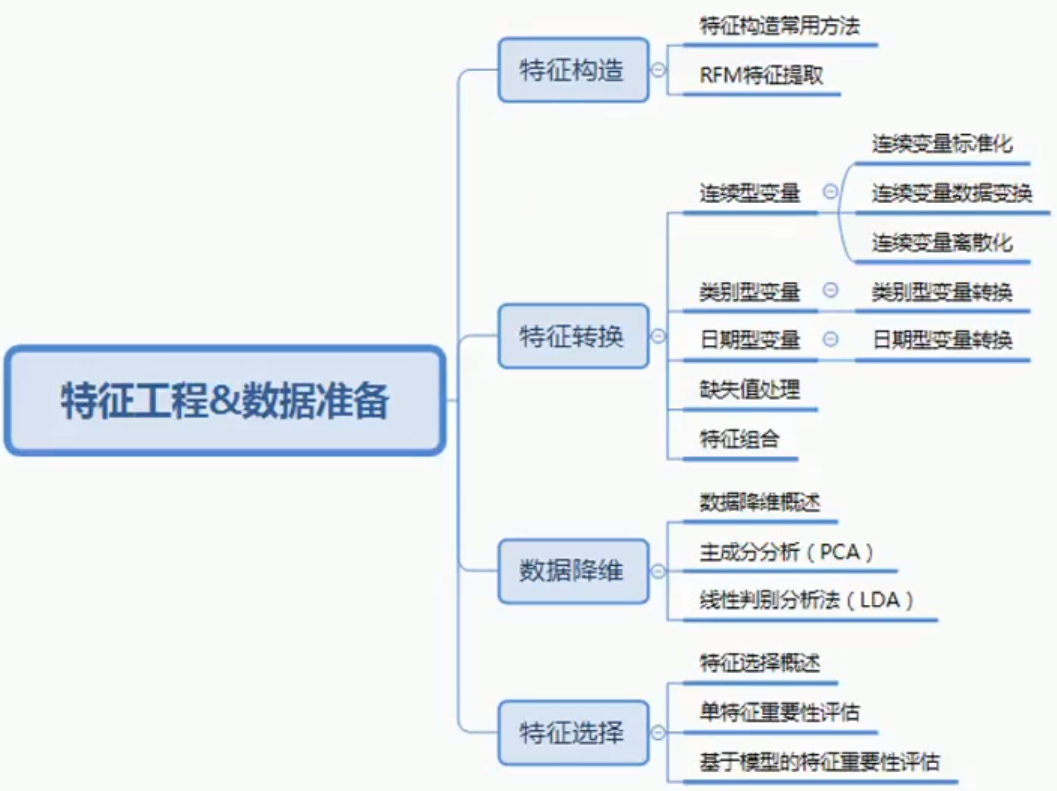 特征工程&数据准备
特征构造
特征构造常用方法
RFM特征提取
特征转换
连续型变量
连续变量标准化
连续变量数据变换
连续变量离散化
类别型变量
类别型变量转换
日期型变量
日期型变量转换
缺失值处理
特征组合
数据降维
数据降维概述
主成分分析（PCA）
线性判别分析法（LDA）
特征选择
特征选择概述
单特征重要性评估
基于模型的特征重要性评估